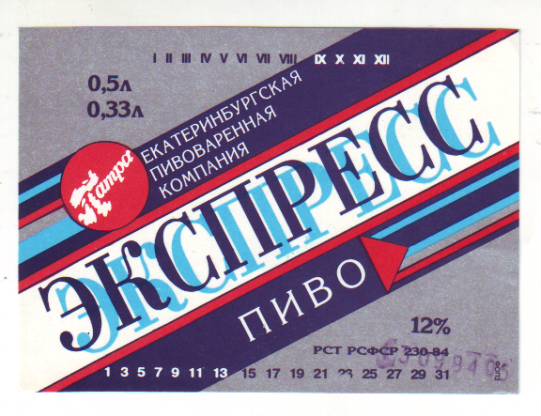 I II III IV V VI VII VIII IX X XI XII
0,5л
0,33л
ЕКАТЕРИНБУРГСКАЯ
ПИВОВАРЕННАЯ
КОМПАНИЯ
ЭКСПРЕСС
ПИВО
12%
РСТ РСФСР 230-84
1 3 5 7 9 11 13 15 17 19 21 23 25 27 29 31